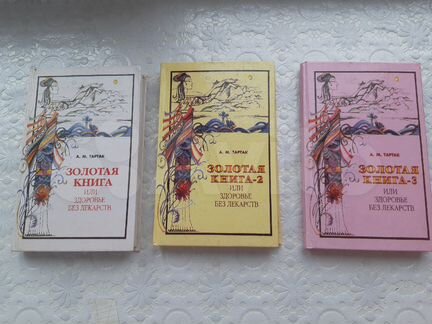 А. М. ТАРТАК
ЗОЛОТАЯ
КНИГА
ИЛИ
ЗДОРОВЬЕ
БЕЗ ЛЕКАРСТВ
А. М. ТАРТАК
ЗОЛОТАЯ
КНИГА-2
ИЛИ
ЗДОРОВЬЕ
БЕЗ ЛЕКАРСТВ
А. М. ТАРТАК
ЗОЛОТАЯ
КНИГА-3
ИЛИ
ЗДОРОВЬЕ
БЕЗ ЛЕКАРСТВ